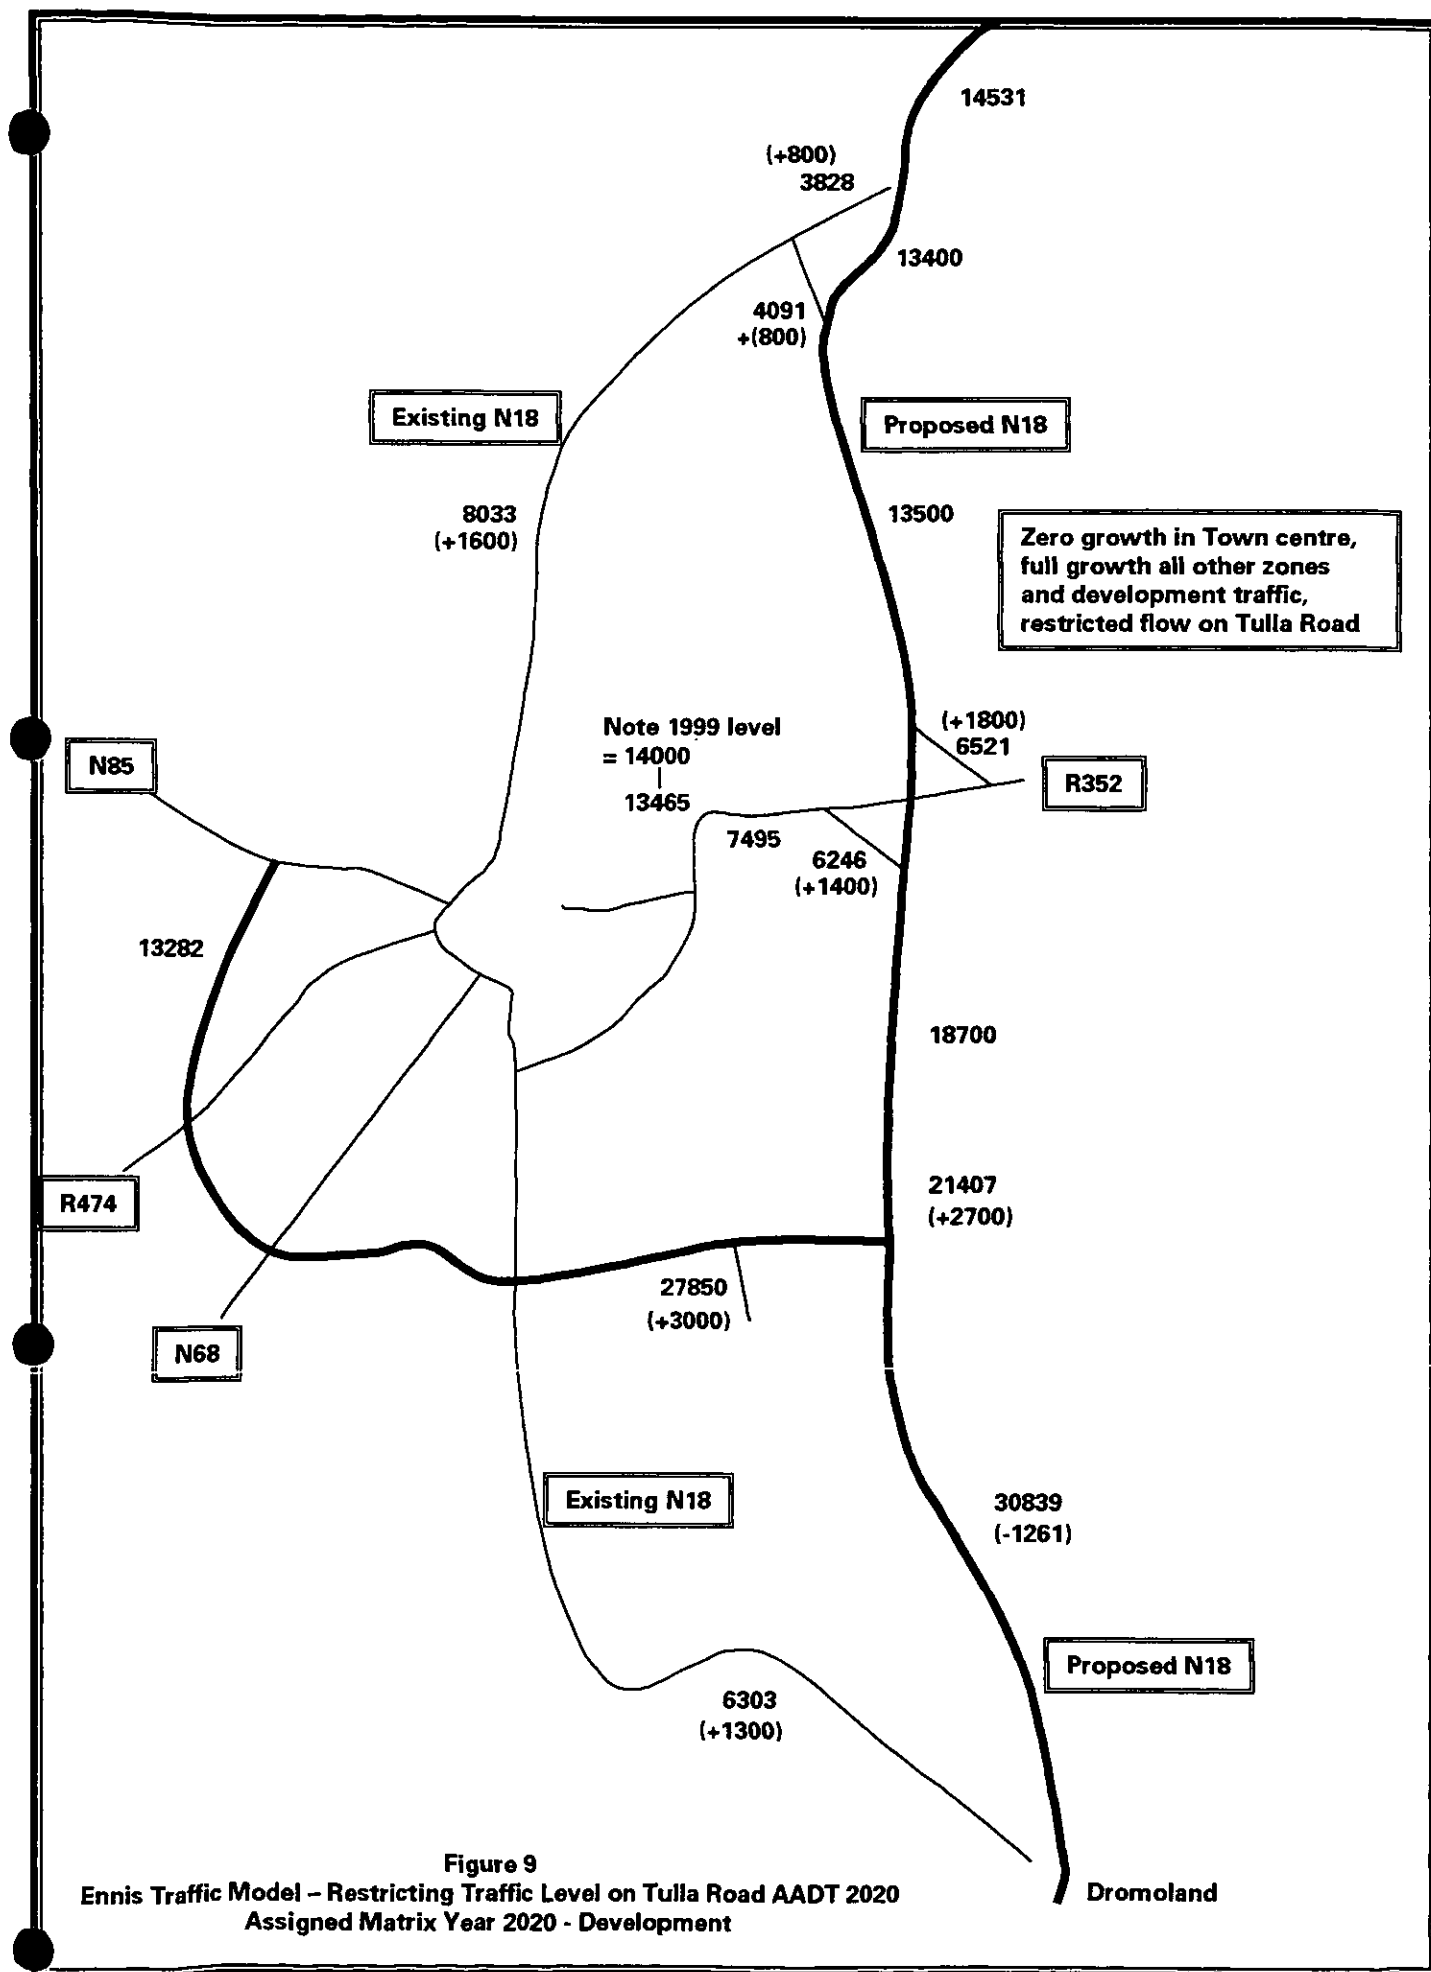 14531
(+800)
3828
13400
4091
+(800)
Existing N18
Proposed N18
8033
(+1600)
13500
Zero growth in Town centre,
full growth all other zones
and development traffic,
restricted flow on Tulla Road
(+1800)
6521
Note 1999 level
= 14000
13465
N85
R352
7495
6246
(+1400)
13282
18700
R474
21407
(+2700)
27850
(+3000)
N68
Existing N18
30839
(-1261)
Proposed N18
6303
(+1300)
Figure 9
Ennis Traffic Model – Restricting Traffic Level on Tulla Road AADT 2020
Assigned Matrix Year 2020 - Development
Dromoland